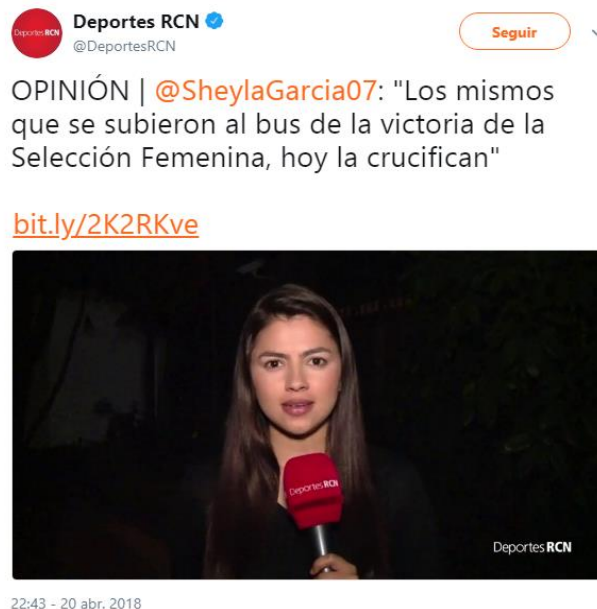 Deportes RCN
Deportes RCN
@DeportesRCN
Seguir
OPINIÓN | @SheylaGarcia07: "Los mismos
que se subieron al bus de la victoria de la
Selección Femenina, hoy la crucifican"
bit.ly/2K2RKve
Deportes RCN
Deportes RCN
22:43 - 20 abr. 2018